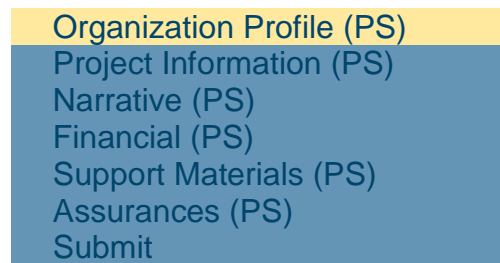 Organization Profile (PS)
Project Information (PS)
Narrative (PS)
Financial (PS)
Support Materials (PS)
Assurances (PS)
Submit